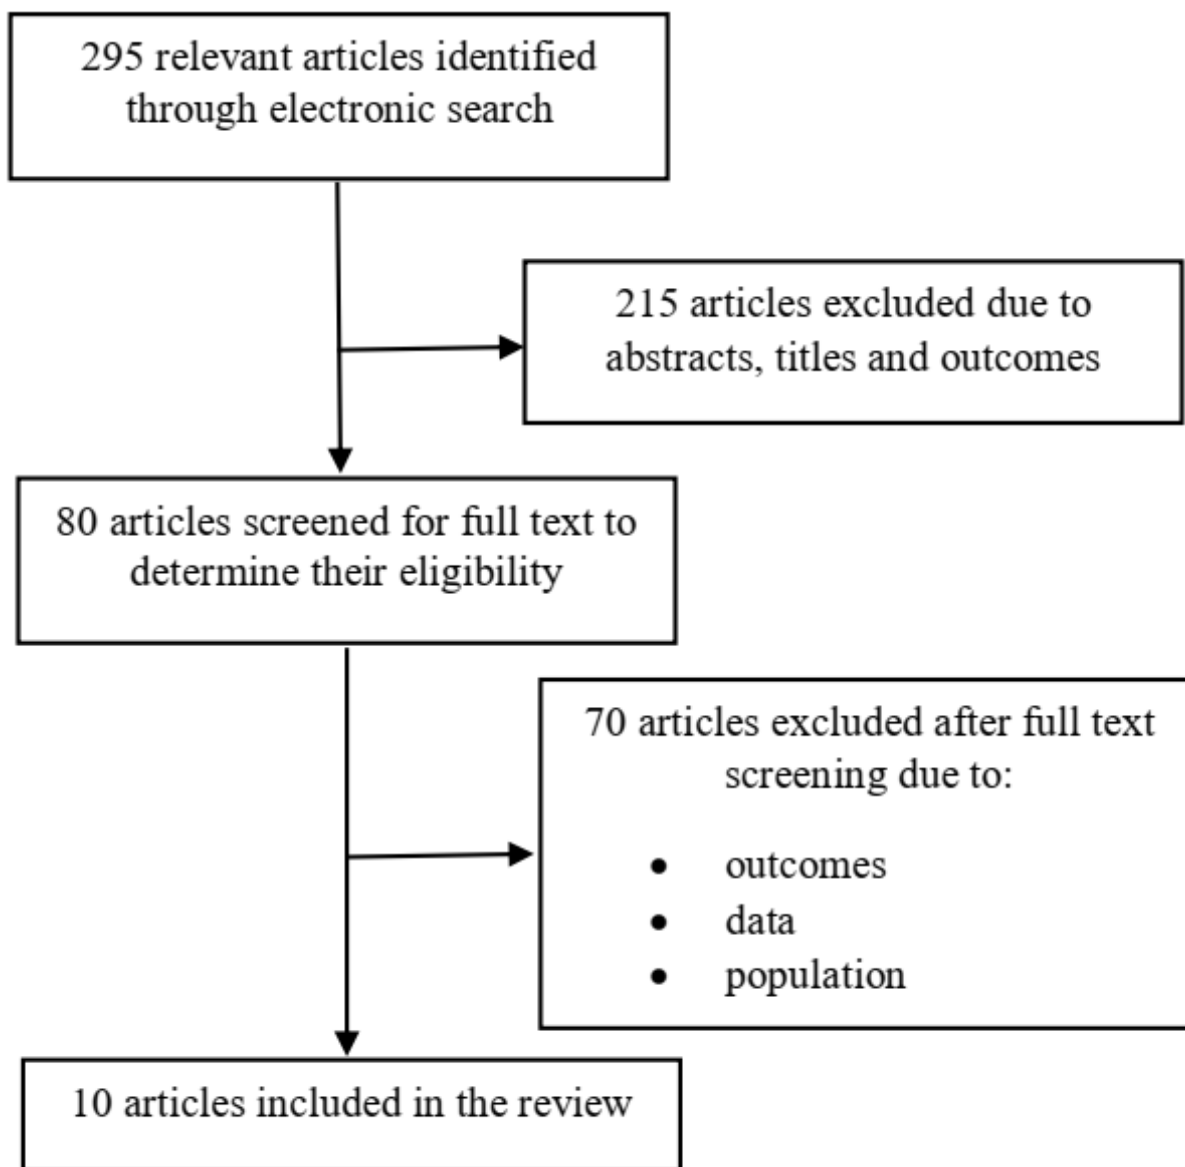 295 relevant articles identified
through electronic search
215 articles excluded due to
abstracts, titles and outcomes
80 articles screened for full text to
determine their eligibility
70 articles excluded after full text
screening due to:
• outcomes
• data
• population
10 articles included in the review